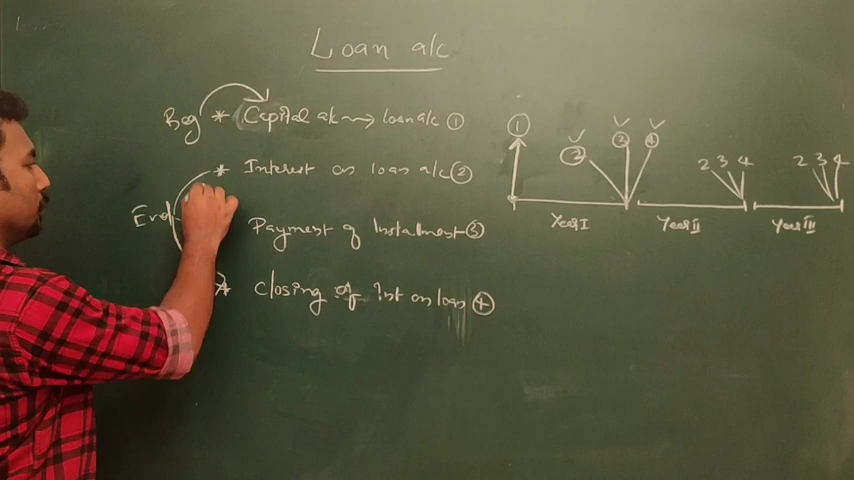 Loan a/c
Beg * Capital a/c → loan a/c ①
* Interest on loan a/c ②
End
Payment of Instalment ③
* Closing of Int on loan ④
①
② ③ ④
2 3 4
2 3 4
Year I Year II Year III